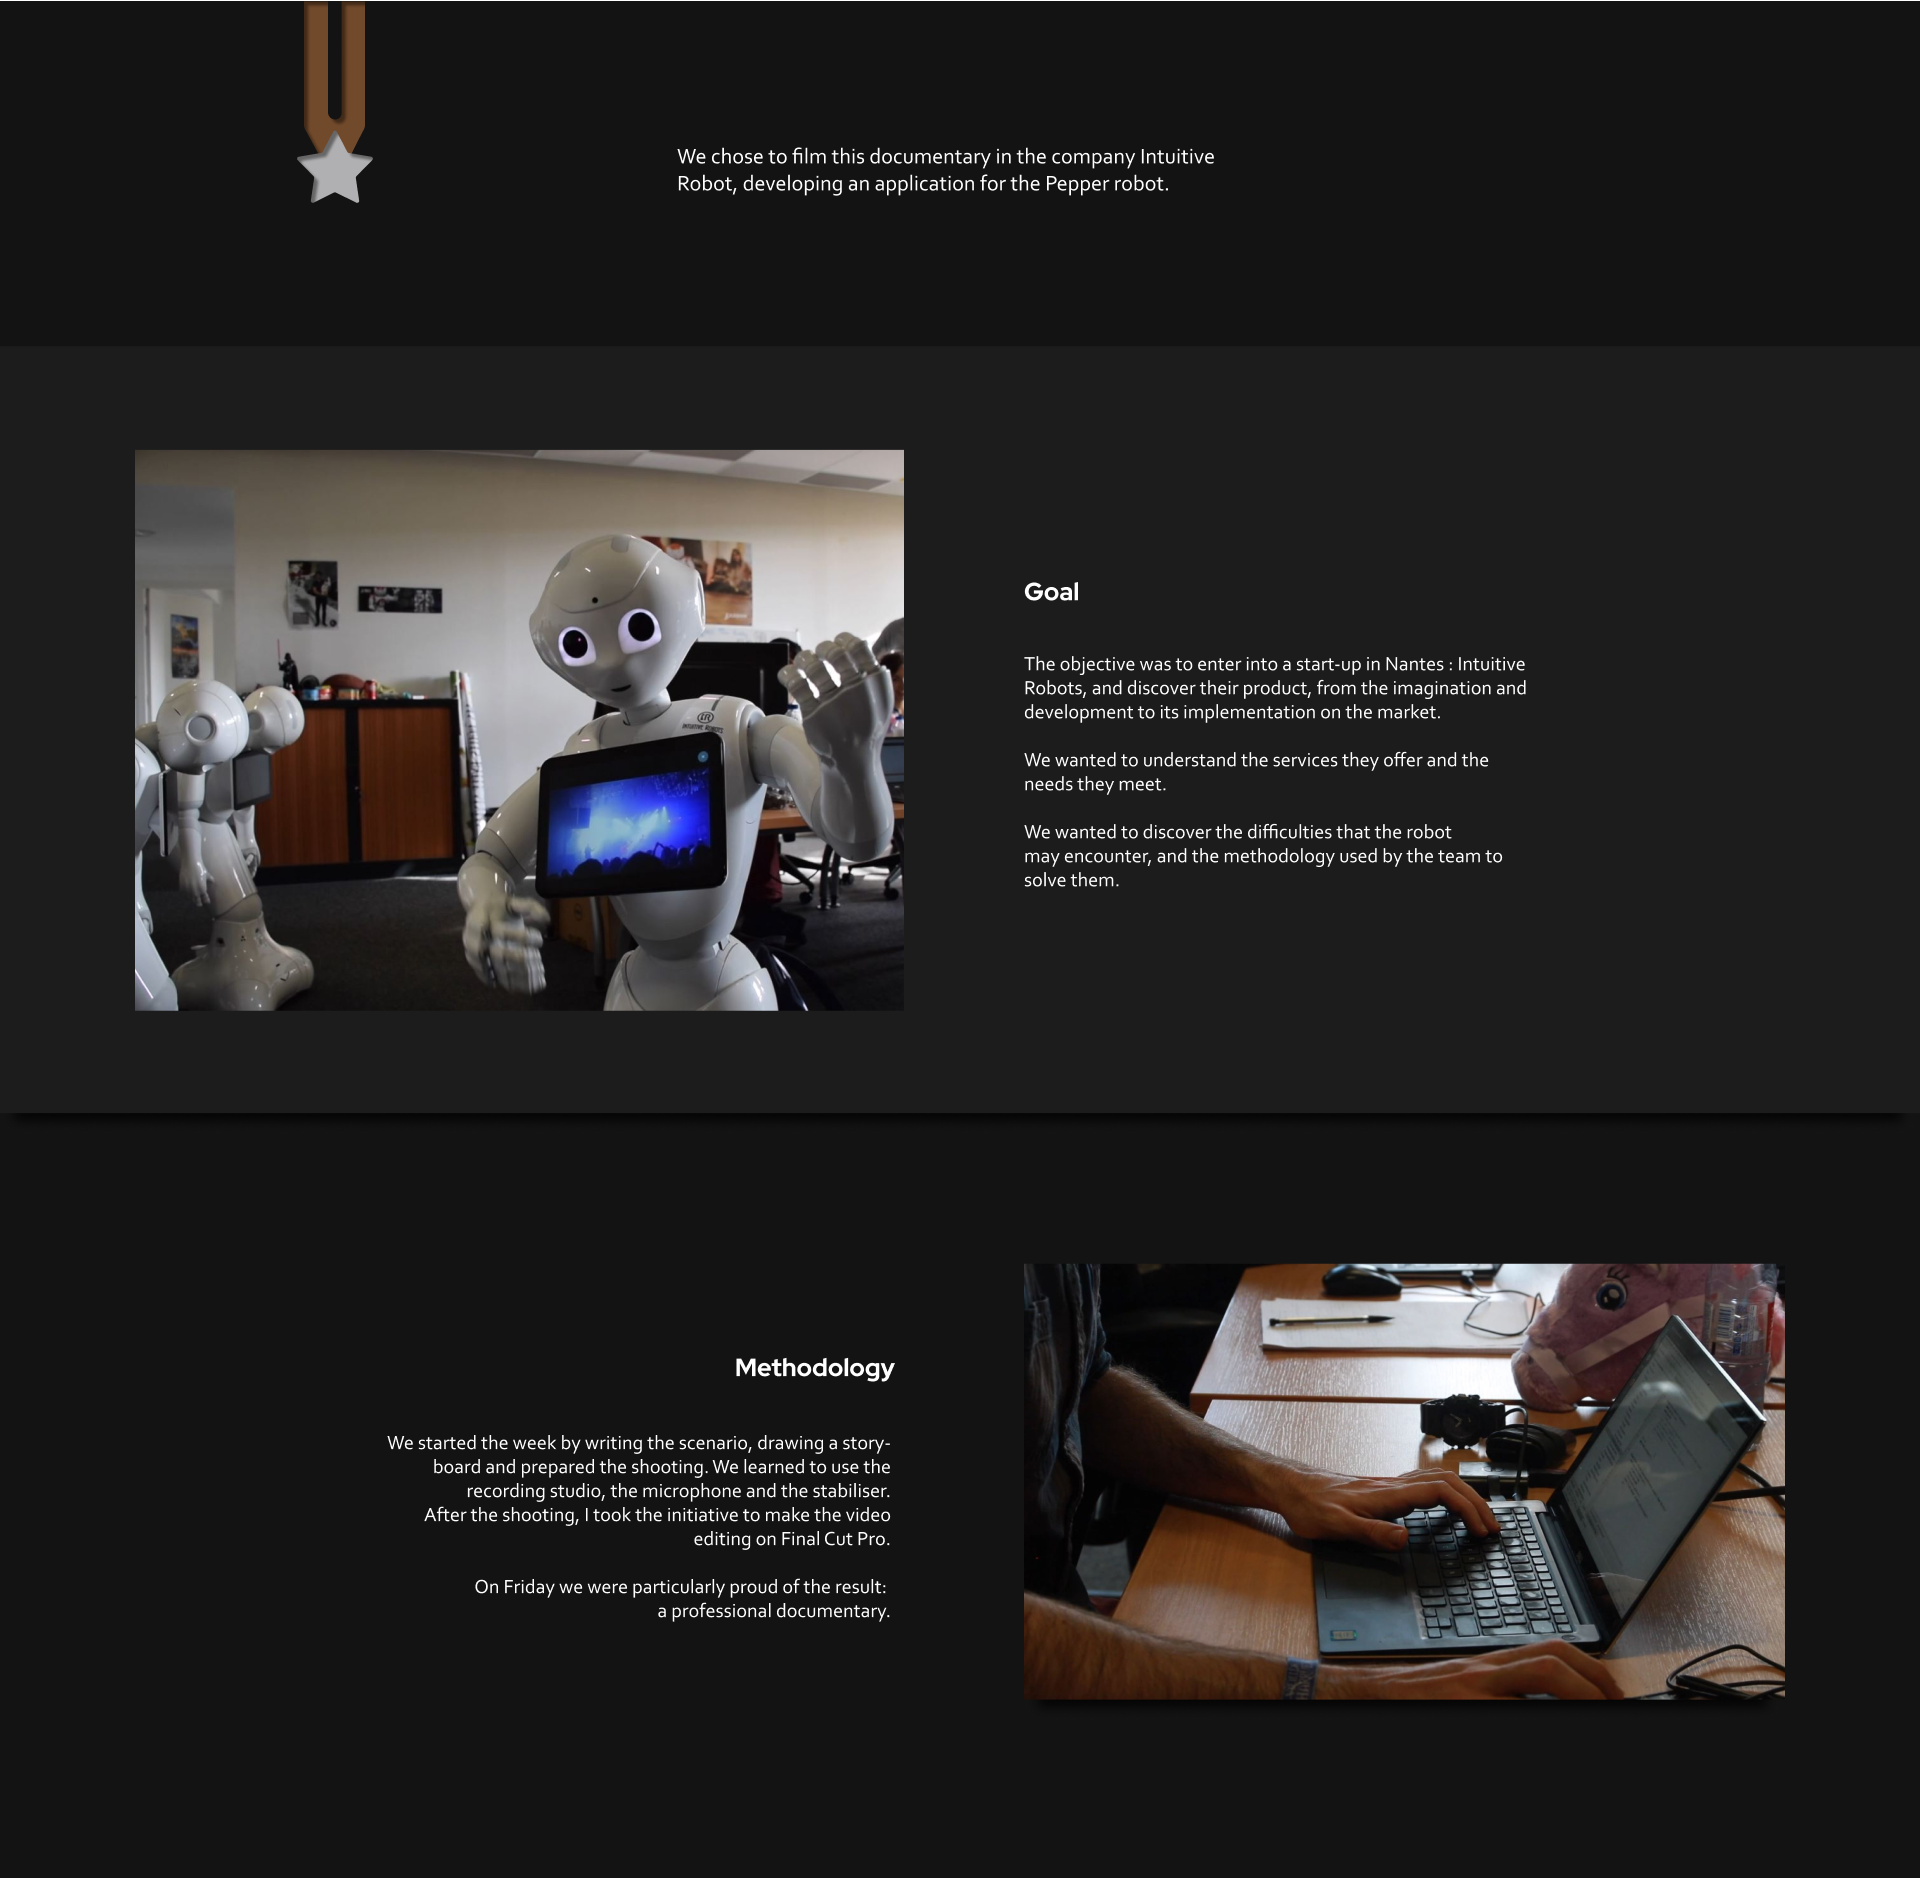 We chose to film this documentary in the company Intuitive
Robot, developing an application for the Pepper robot.
iR
INTUITIVE ROBOTS
Goal
The objective was to enter into a start-up in Nantes : Intuitive
Robots, and discover their product, from the imagination and
development to its implementation on the market.
We wanted to understand the services they offer and the
needs they meet.
We wanted to discover the difficulties that the robot
may encounter, and the methodology used by the team to
solve them.
Methodology
We started the week by writing the scenario, drawing a story-
board and prepared the shooting. We learned to use the
recording studio, the microphone and the stabiliser.
After the shooting, I took the initiative to make the video
editing on Final Cut Pro.
On Friday we were particularly proud of the result:
a professional documentary.